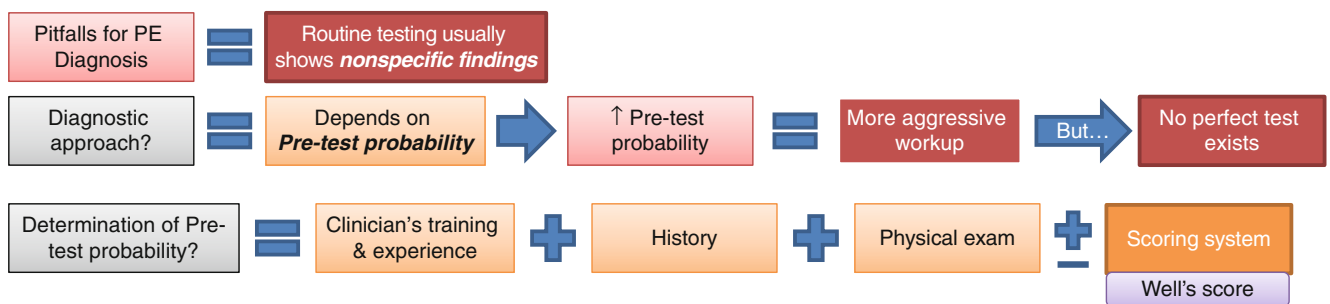 Pitfalls for PE
Diagnosis
Routine testing usually
shows nonspecific findings
Diagnostic
approach?
Depends on
Pre-test probability
↑ Pre-test
probability
More aggressive
workup
But...
No perfect test
exists
Determination of Pre-
test probability?
Clinician's training
& experience
History
Physical exam
Scoring system
Well's score